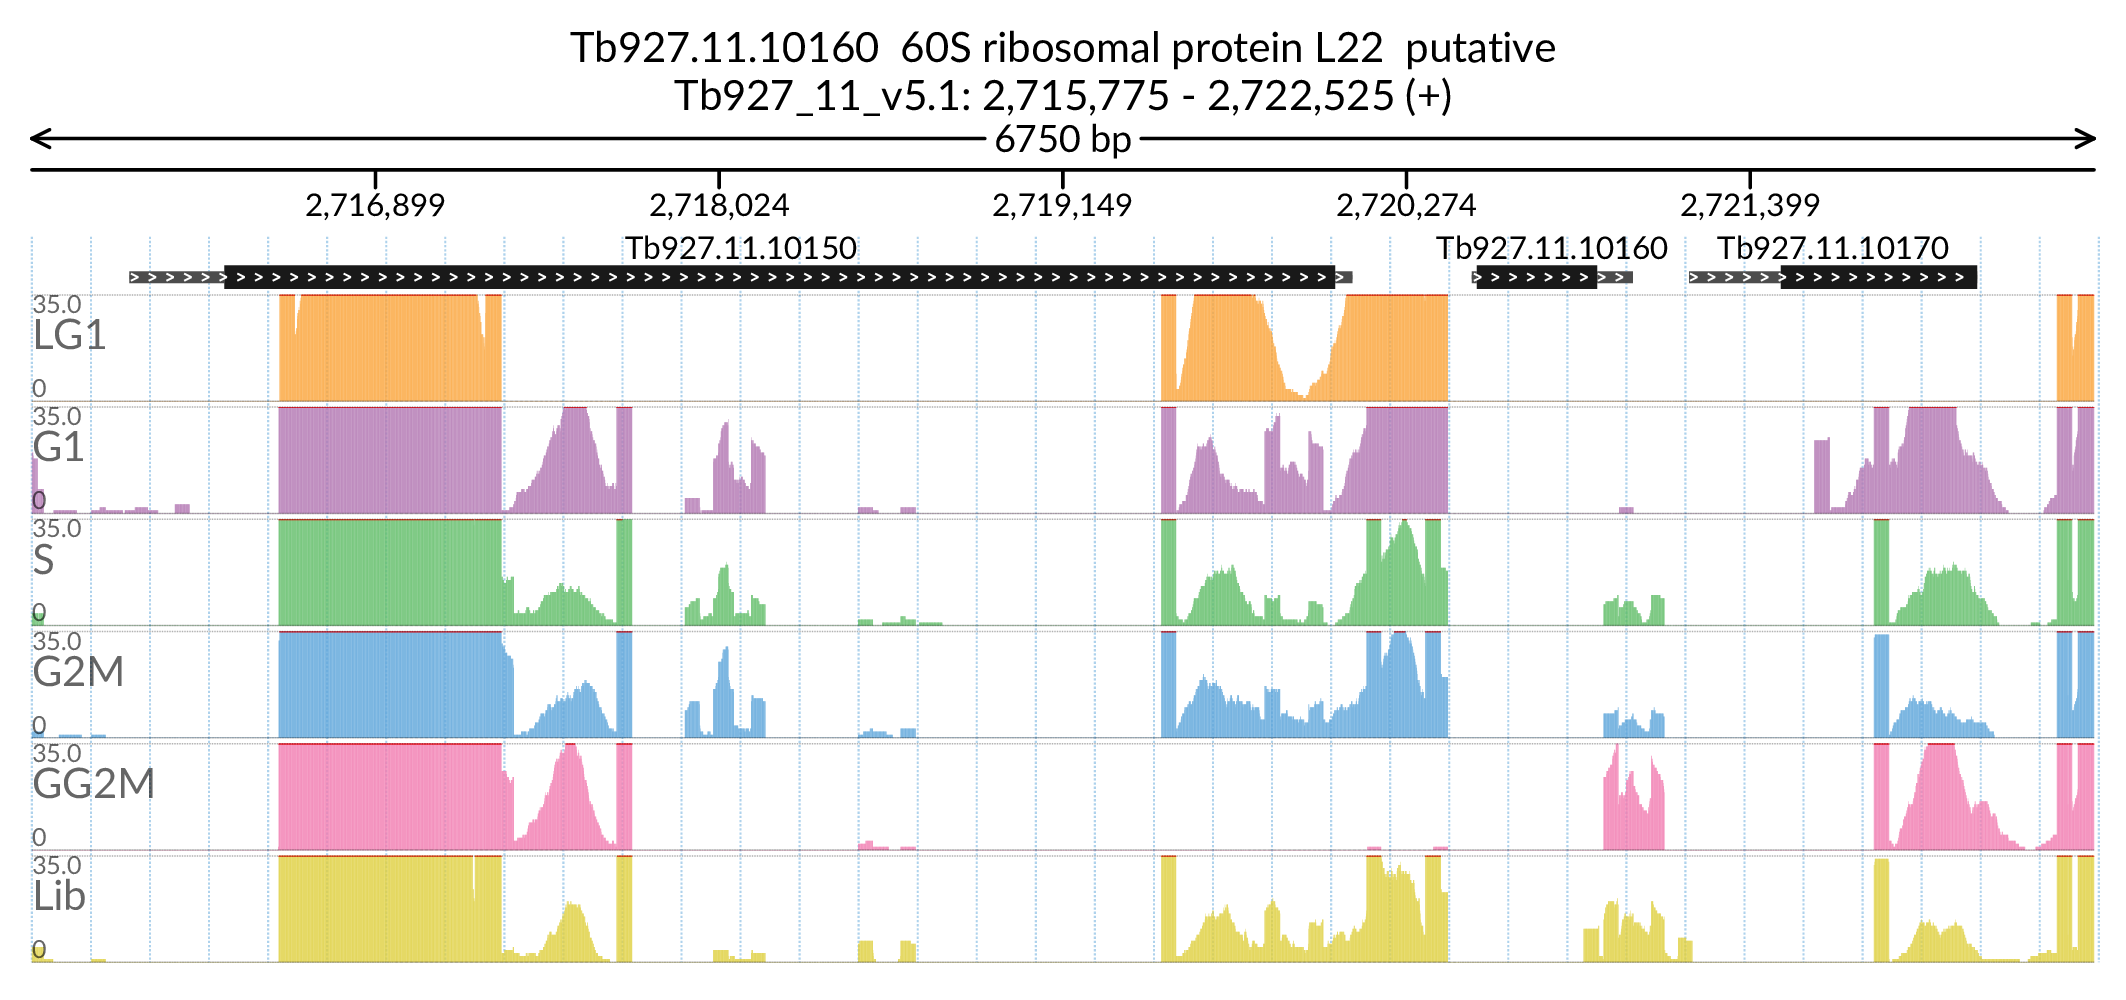 Tb927.11.10160 60S ribosomal protein L22 putative
Tb927_11_v5.1: 2,715,775 - 2,722,525 (+)
6750 bp
2,716,899 2,718,024 2,719,149 2,720,274 2,721,399
Tb927.11.10150 Tb927.11.10160 Tb927.11.10170
35.0
LG1
0
35.0
G1
0
35.0
S
0
35.0
G2M
0
35.0
GG2M
0
35.0
Lib
0